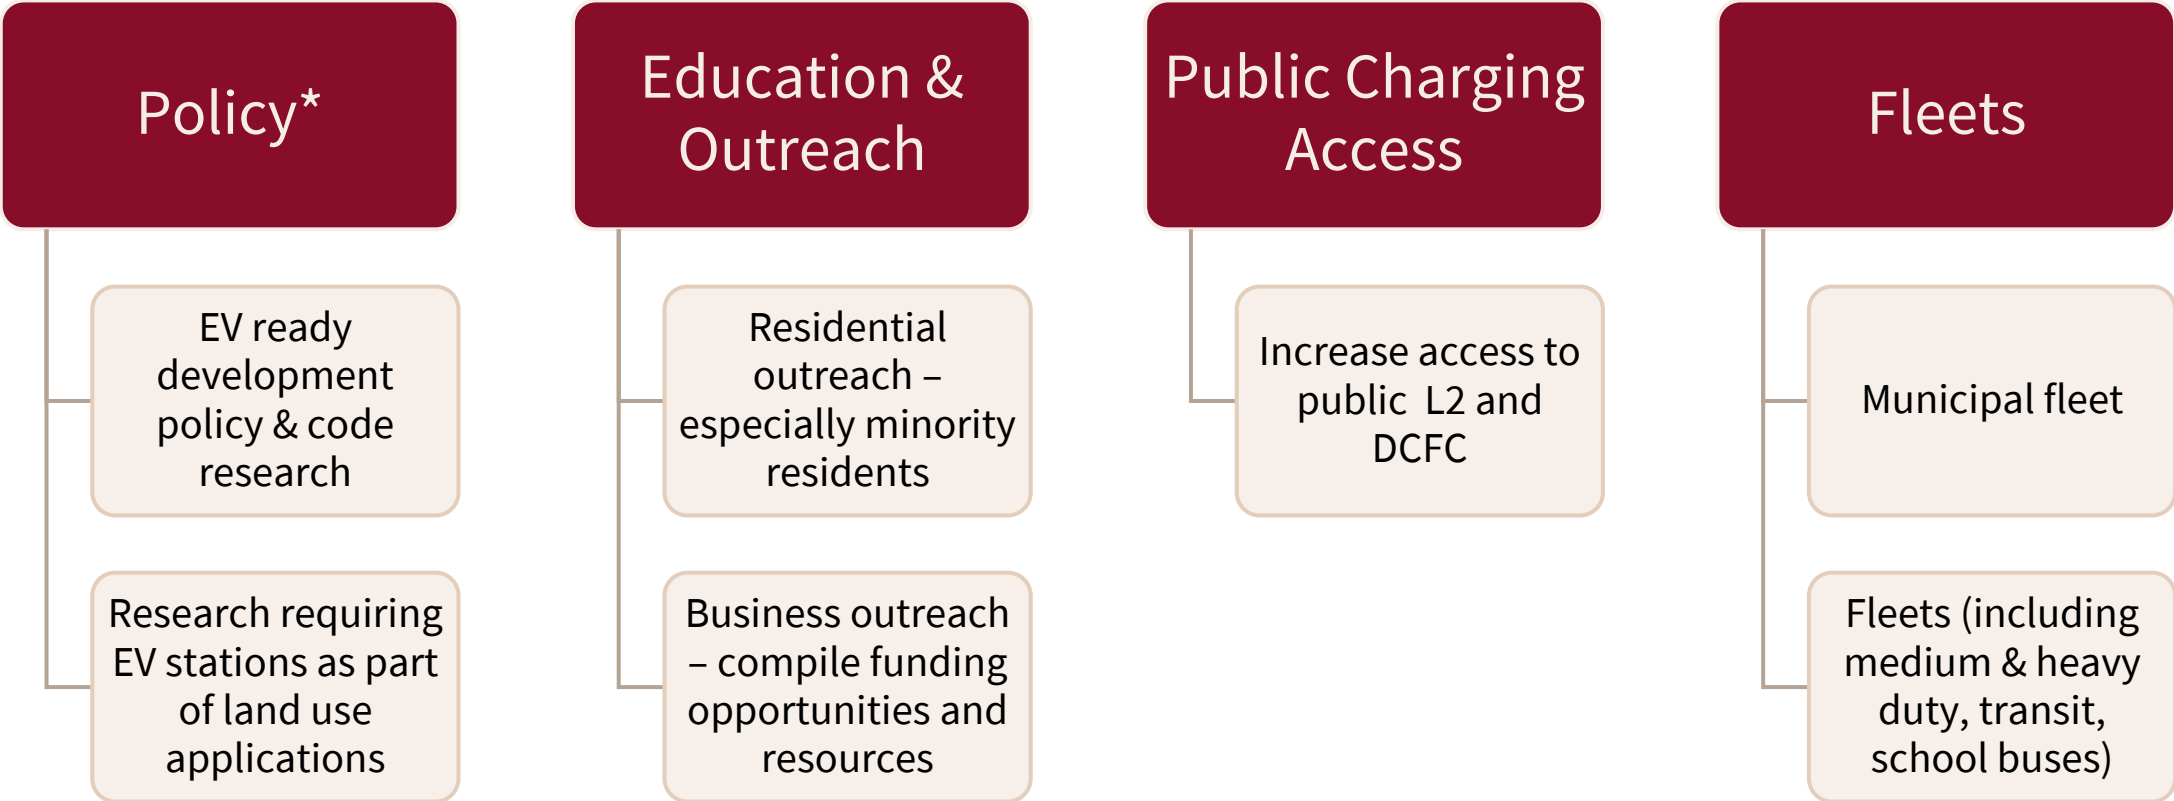 Policy*
EV ready
development
policy & code
research
Research requiring
EV stations as part
of land use
applications
Education &
Outreach
Residential
outreach –
especially minority
residents
Business outreach
– compile funding
opportunities and
resources
Public Charging
Access
Increase access to
public  L2 and
DCFC
Fleets
Municipal fleet
Fleets (including
medium & heavy
duty, transit,
school buses)